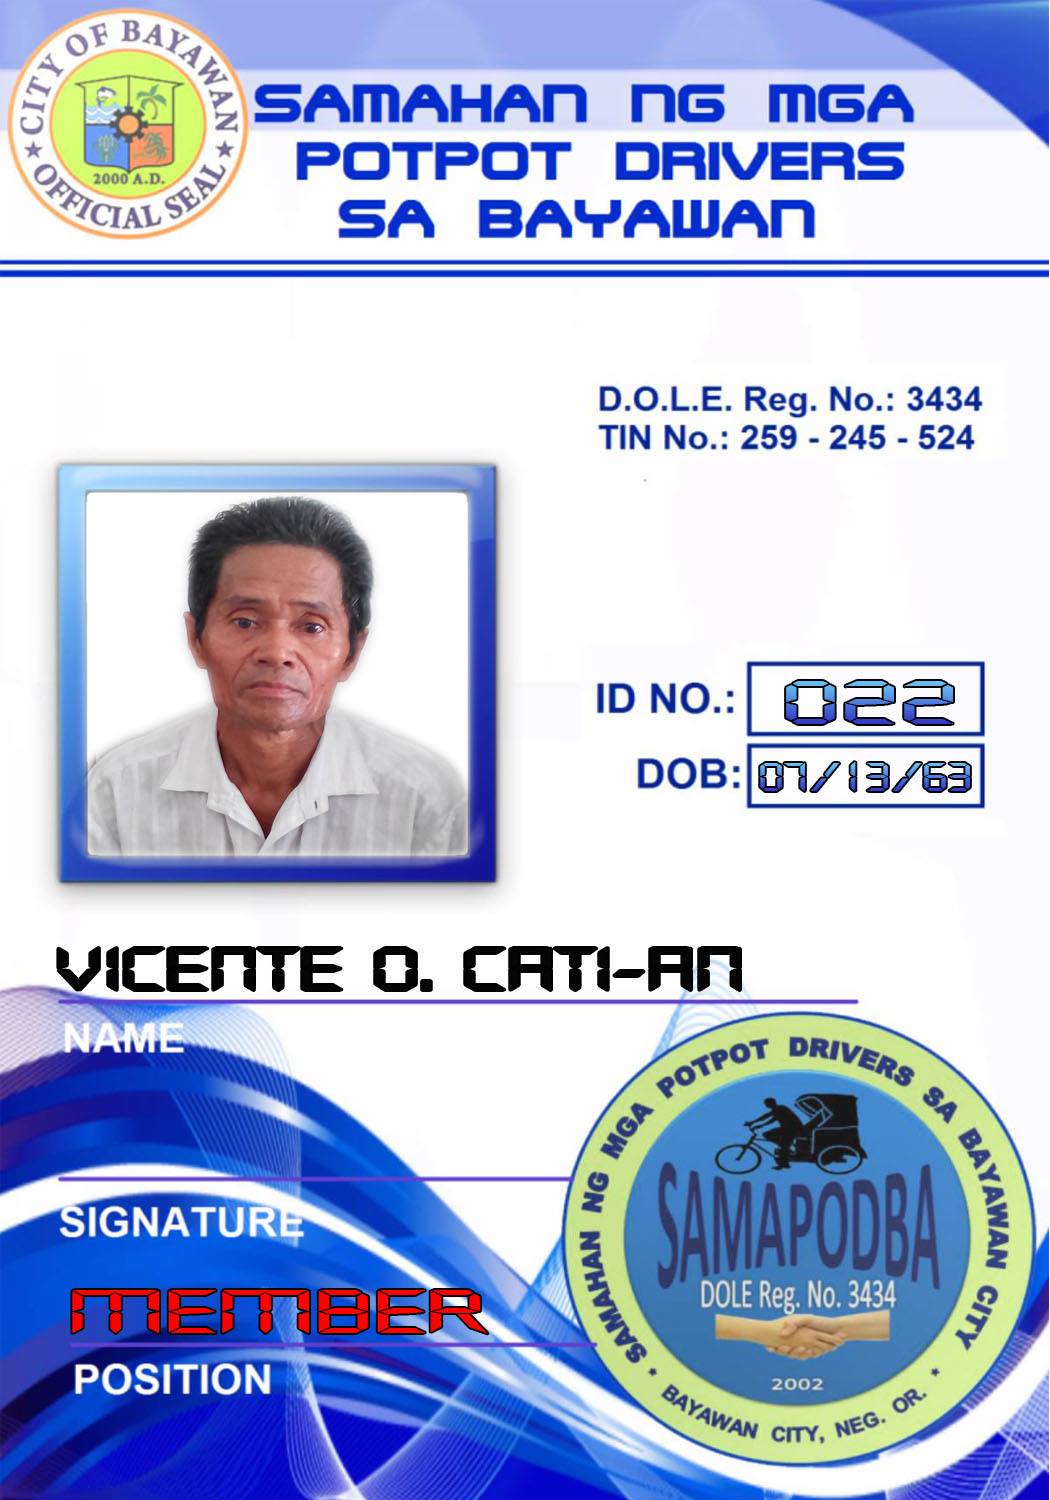 CITY OF BAYAWAN
2000 A.D.
★ OFFICIAL SEAL ★
SAMAHAN NG MGA
POTPOT DRIVERS
SA BAYAWAN
D.O.L.E. Reg. No.: 3434
TIN No.: 259 - 245 - 524
ID NO.: 022
DOB: 07/13/63
VICENTE O. CATI-AN
NAME
SIGNATURE
MEMBER
POSITION
SAMAHAN NG MGA POTPOT DRIVERS SA BAYAWAN CITY
SAMAPODBA
DOLE Reg. No. 3434
2002
* BAYAWAN CITY, NEG. OR. *